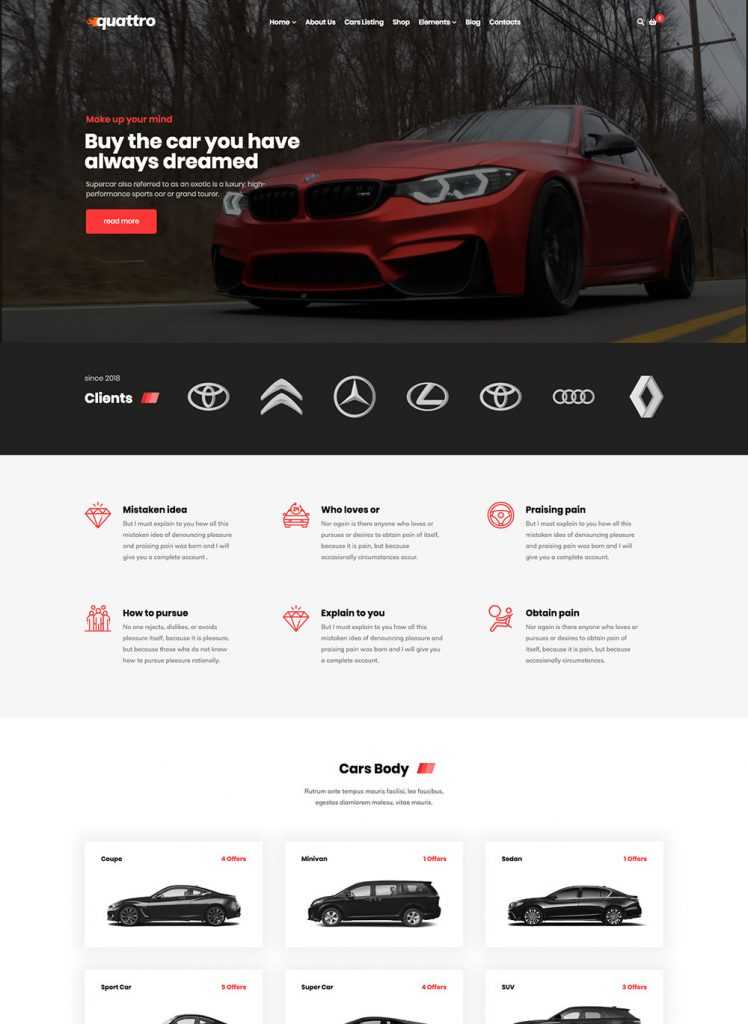 quattro
Home About Us Cars Listing Shop Elements Blog Contacts
0
Make up your mind
Buy the car you have
always dreamed
Supercar also referred to as an exotic is a luxury, high-
performance sports car or grand tourer.
read more
since 2018
Clients
Mistaken idea
But I must explain to you how all this
mistaken idea of denouncing pleasure
and praising pain was born and I will
give you a complete account .
Who loves or
Nor again is there anyone who loves or
pursues or desires to obtain pain of itself,
because it is pain, but because
occasionally circumstances occur.
Praising pain
But I must explain to you how all this
mistaken idea of denouncing pleasure
and praising pain was born and I will
give you a complete account.
How to pursue
No one rejects, dislikes, or avoids
pleasure itself, because it is pleasure,
but because those who do not know
how to pursue pleasure rationally.
24
Explain to you
But I must explain to you how all this
mistaken idea of denouncing pleasure and
praising pain was born and I will give you
a complete account.
Obtain pain
Nor again is there anyone who loves or
pursues or desires to obtain pain of
itself, because it is pain, but because
occasionally circumstances.
Cars Body
Rutrum ante tempus mauris facilisi, leo faucibus,
egestas diamlorem malesu, vitae mauris.
Coupe 4 Offers
Minivan 1 Offers
Sedan 1 Offers
Sport Car 5 Offers
Super Car 4 Offers
SUV 3 Offers